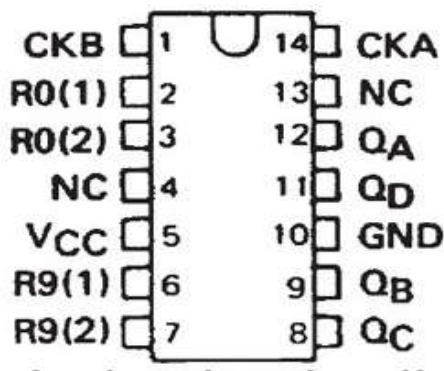 CKB 1 14 CKA
R0(1) 2 13 NC
R0(2) 3 12 QA
NC 4 11 QD
VCC 5 10 GND
R9(1) 6 9 QB
R9(2) 7 8 QC